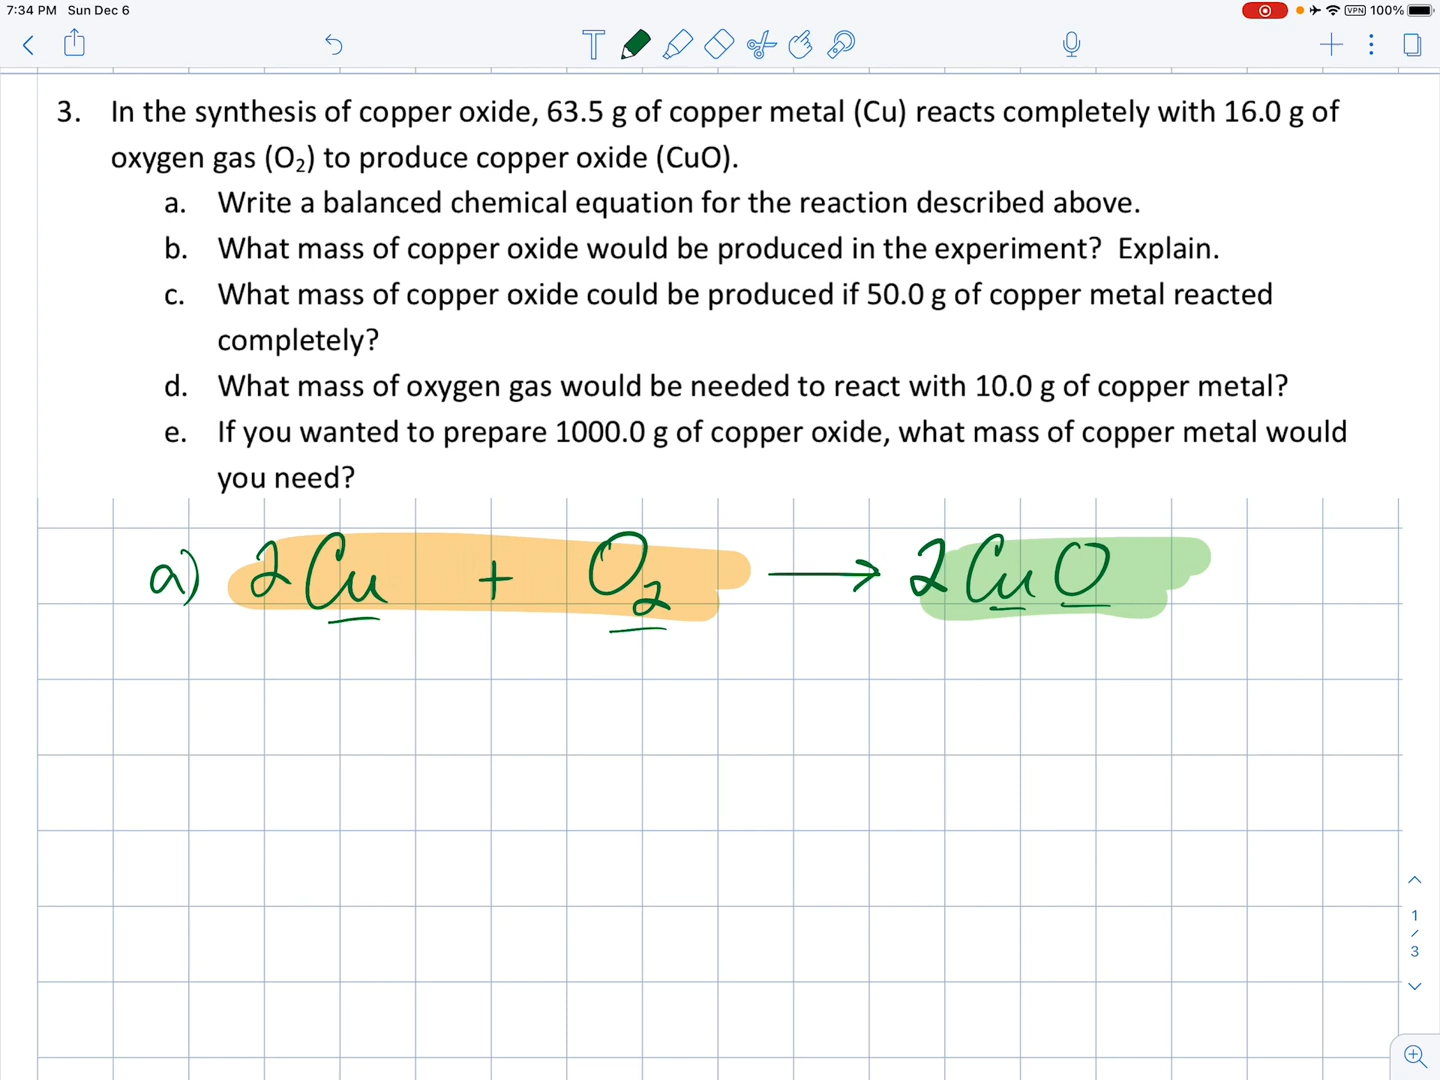 7:34 PM Sun Dec 6
VPN 100%
3. In the synthesis of copper oxide, 63.5 g of copper metal (Cu) reacts completely with 16.0 g of
oxygen gas (O₂) to produce copper oxide (CuO).
a. Write a balanced chemical equation for the reaction described above.
b. What mass of copper oxide would be produced in the experiment? Explain.
c. What mass of copper oxide could be produced if 50.0 g of copper metal reacted
completely?
d. What mass of oxygen gas would be needed to react with 10.0 g of copper metal?
e. If you wanted to prepare 1000.0 g of copper oxide, what mass of copper metal would
you need?
a) 2Cu + O₂ → 2CuO
1
/
3